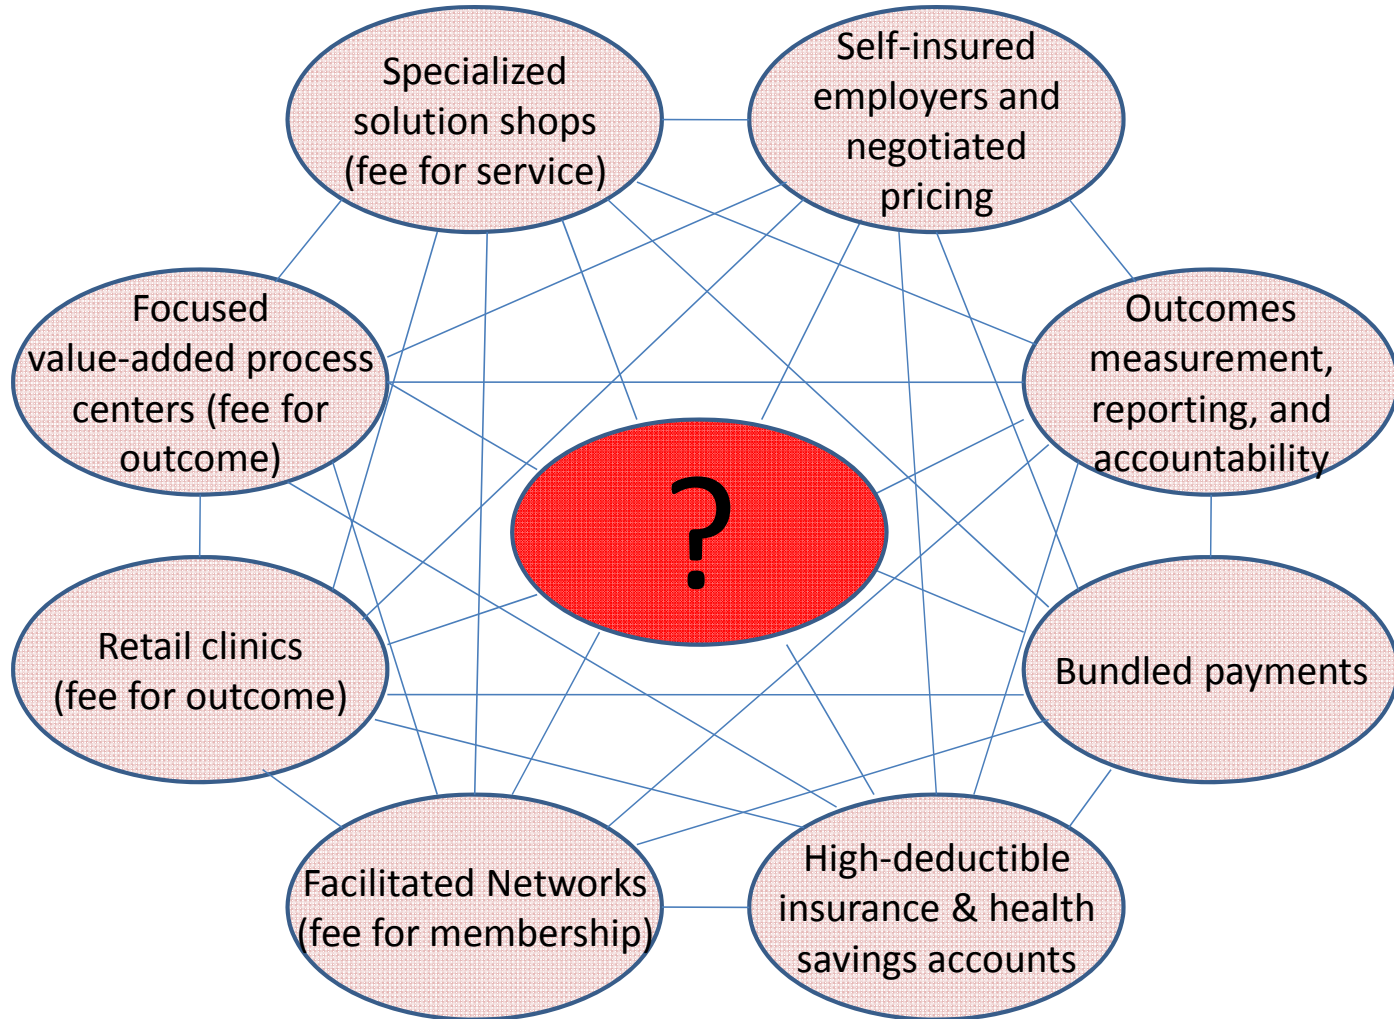 Specialized
solution shops
(fee for service)
Self-insured
employers and
negotiated
pricing
Focused
value-added process
centers (fee for
outcome)
Outcomes
measurement,
reporting, and
accountability
?
Retail clinics
(fee for outcome)
Bundled payments
Facilitated Networks
(fee for membership)
High-deductible
insurance & health
savings accounts